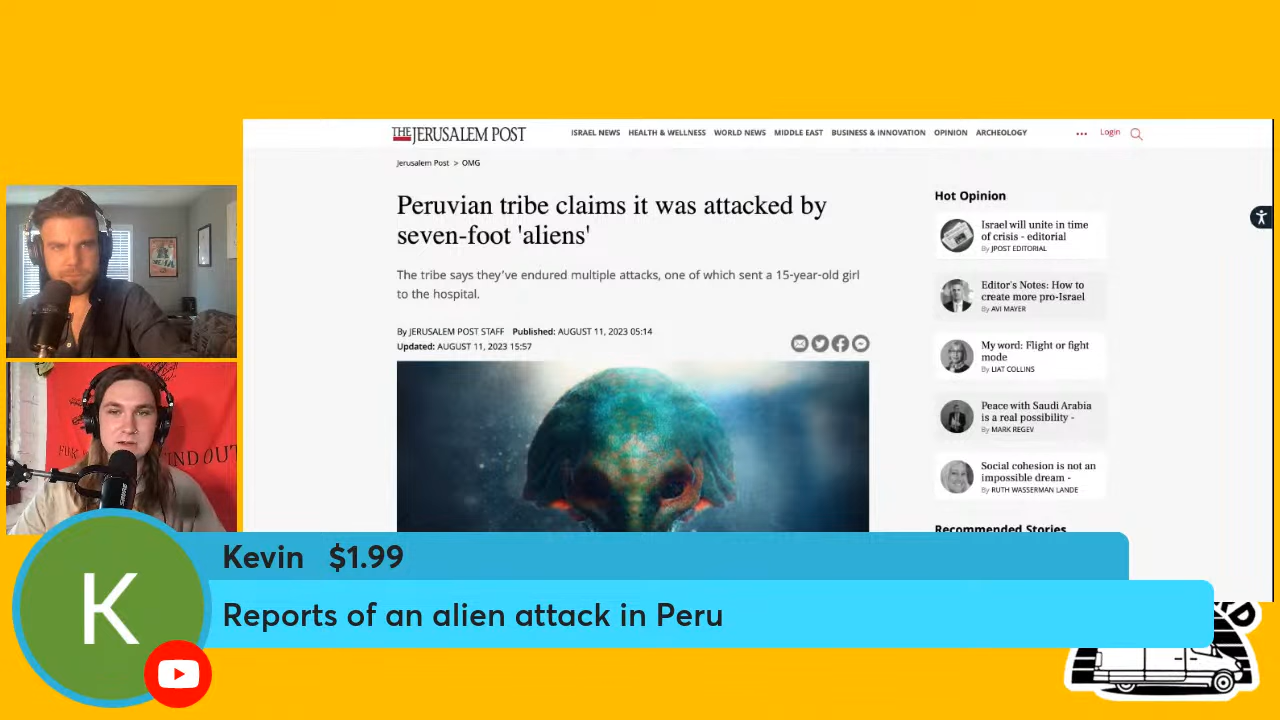 THE JERUSALEM POST
ISRAEL NEWS HEALTH & WELLNESS WORLD NEWS MIDDLE EAST BUSINESS & INNOVATION OPINION ARCHEOLOGY
••• Login
Jerusalem Post > OMG
Peruvian tribe claims it was attacked by
seven-foot 'aliens'
The tribe says they've endured multiple attacks, one of which sent a 15-year-old girl
to the hospital.
By JERUSALEM POST STAFF Published: AUGUST 11, 2023 05:14
Updated: AUGUST 11, 2023 15:57
Hot Opinion
Israel will unite in time
of crisis - editorial
By JPOST EDITORIAL
Editor's Notes: How to
create more pro-Israel
By AVI MAYER
My word: Flight or fight
mode
By LIAT COLLINS
Peace with Saudi Arabia
is a real possibility -
By MARK REGEV
Social cohesion is not an
impossible dream -
By RUTH WASSERMAN LANDE
Recommended Stories
FIND OUT
K
Kevin $1.99
Reports of an alien attack in Peru